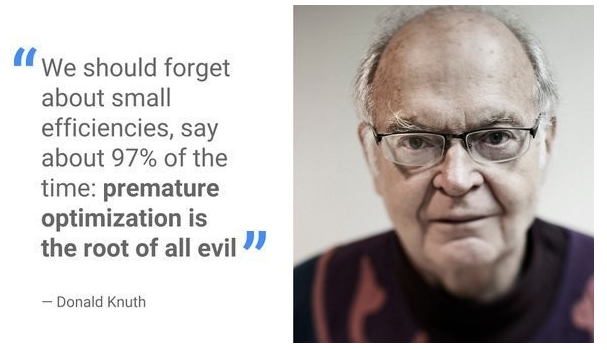 “We should forget
about small
efficiencies, say
about 97% of the
time: premature
optimization is
the root of all evil”
— Donald Knuth